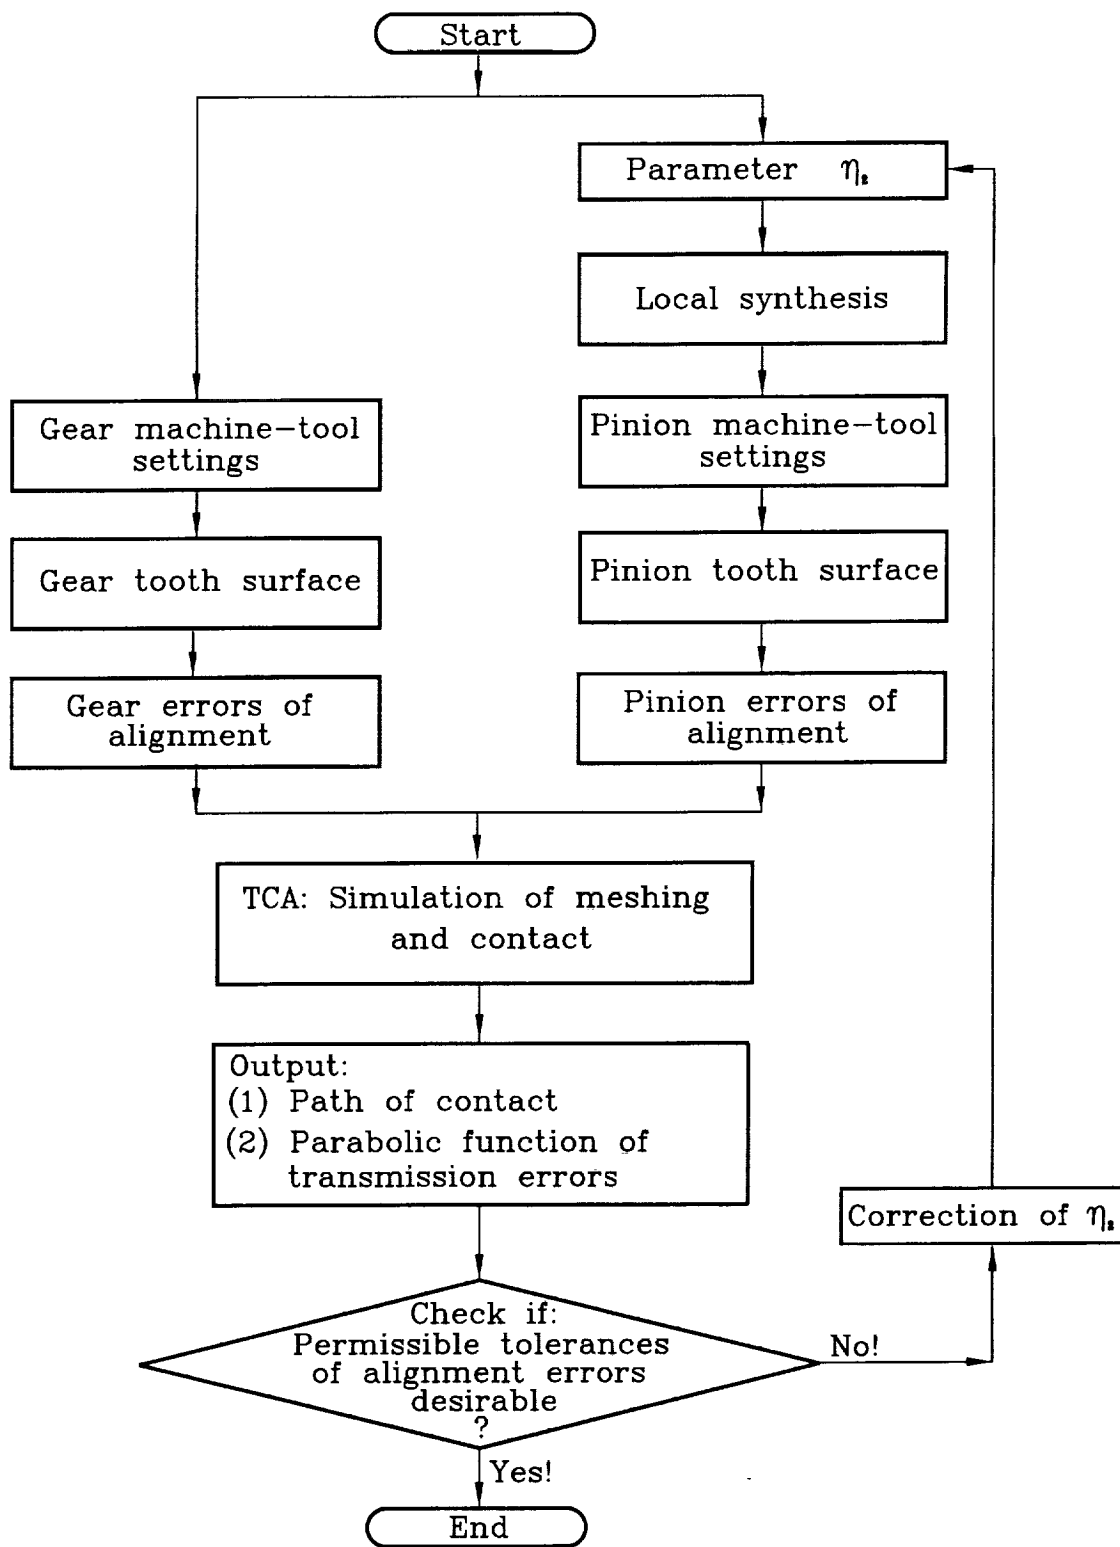 Start
Parameter η₂
Local synthesis
Gear machine-tool
settings
Pinion machine-tool
settings
Gear tooth surface
Pinion tooth surface
Gear errors of
alignment
Pinion errors of
alignment
TCA: Simulation of meshing
and contact
Output:
(1) Path of contact
(2) Parabolic function of
transmission errors
Correction of η₂
Check if:
Permissible tolerances
of alignment errors
desirable
?
No!
Yes!
End